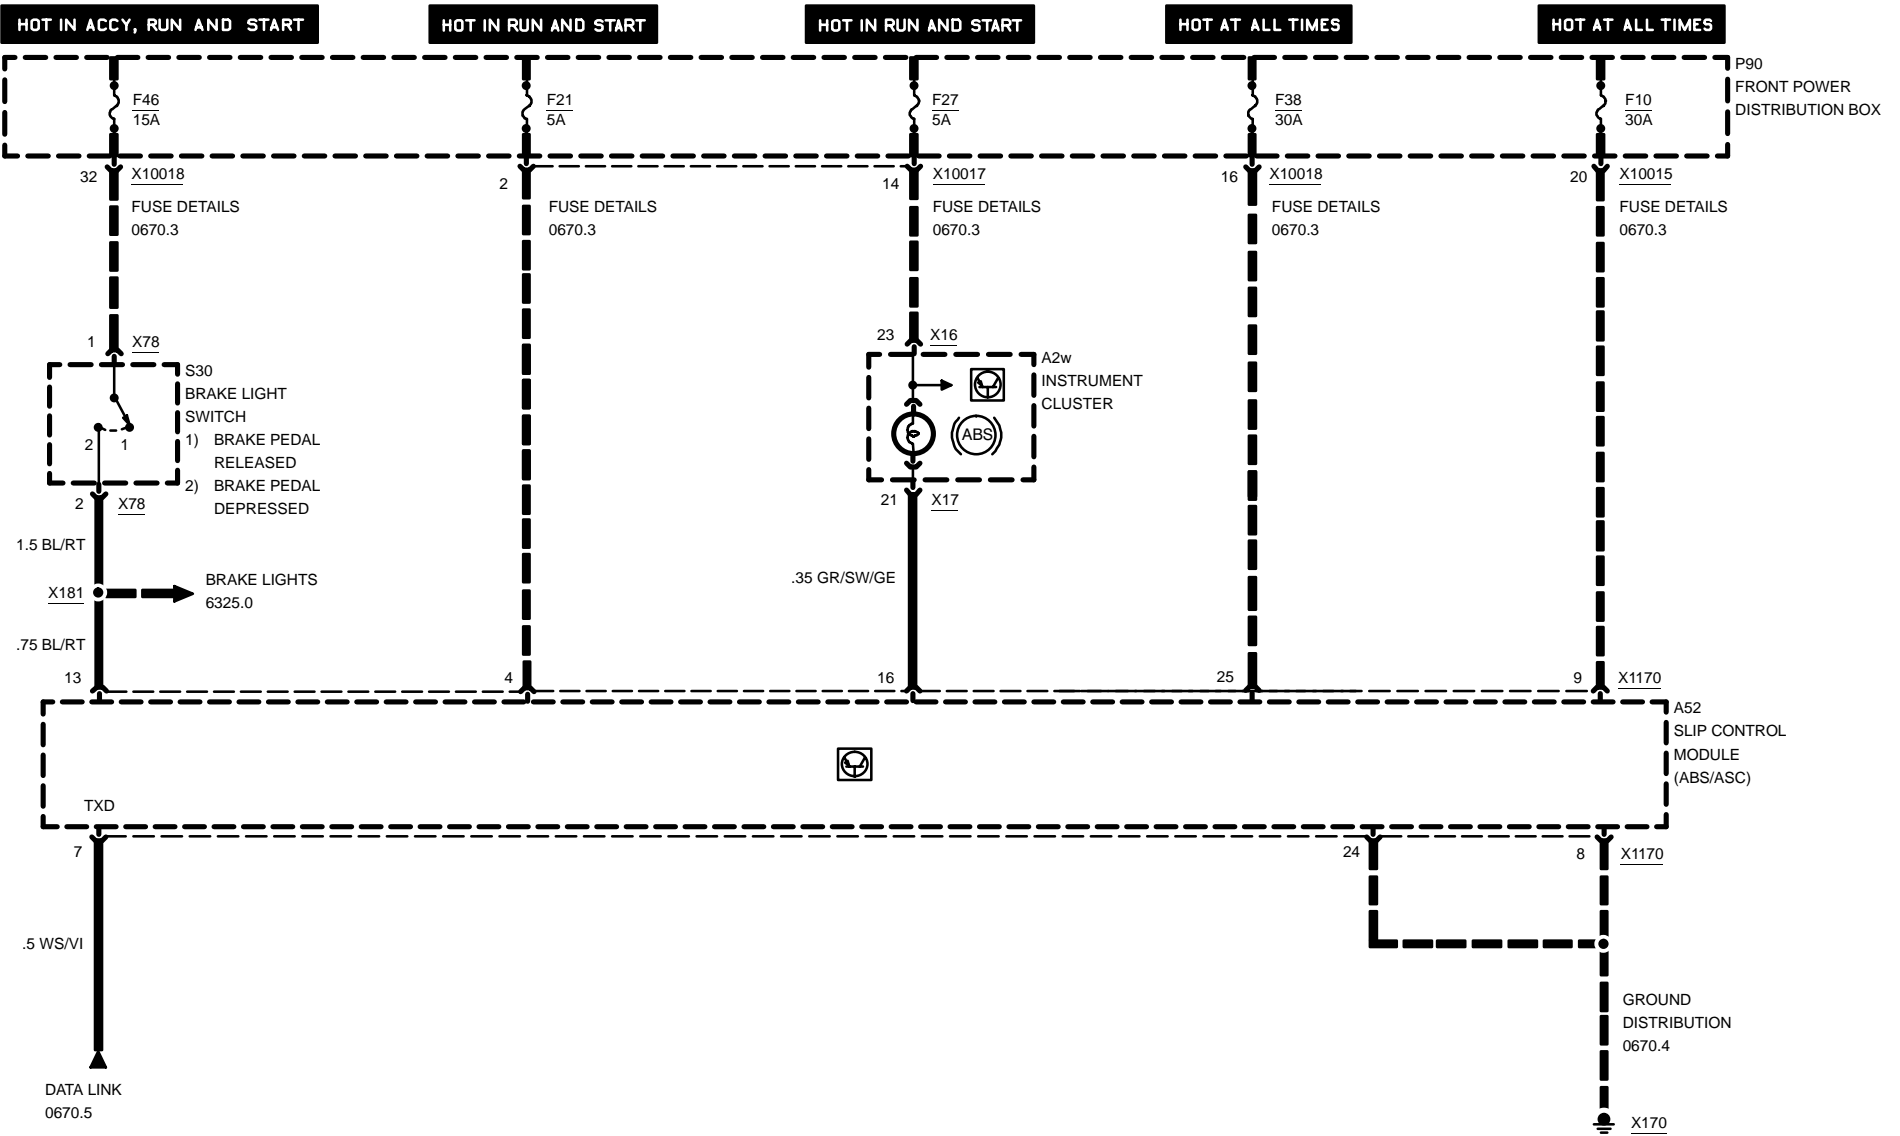 HOT IN ACCY, RUN AND START
HOT IN RUN AND START
HOT IN RUN AND START
HOT AT ALL TIMES
HOT AT ALL TIMES
P90
FRONT POWER
DISTRIBUTION BOX
F46
15A
F21
5A
F27
5A
F38
30A
F10
30A
32
X10018
2
14
X10017
16
X10018
20
X10015
FUSE DETAILS
0670.3
FUSE DETAILS
0670.3
FUSE DETAILS
0670.3
FUSE DETAILS
0670.3
FUSE DETAILS
0670.3
1
X78
23
X16
S30
BRAKE LIGHT
SWITCH
1) BRAKE PEDAL
RELEASED
2) BRAKE PEDAL
DEPRESSED
2
1
A2w
INSTRUMENT
CLUSTER
ABS
2
X78
21
X17
1.5 BL/RT
.35 GR/SW/GE
X181
BRAKE LIGHTS
6325.0
.75 BL/RT
13
4
16
25
9
X1170
A52
SLIP CONTROL
MODULE
(ABS/ASC)
TXD
7
24
8
X1170
.5 WS/VI
GROUND
DISTRIBUTION
0670.4
DATA LINK
0670.5
X170